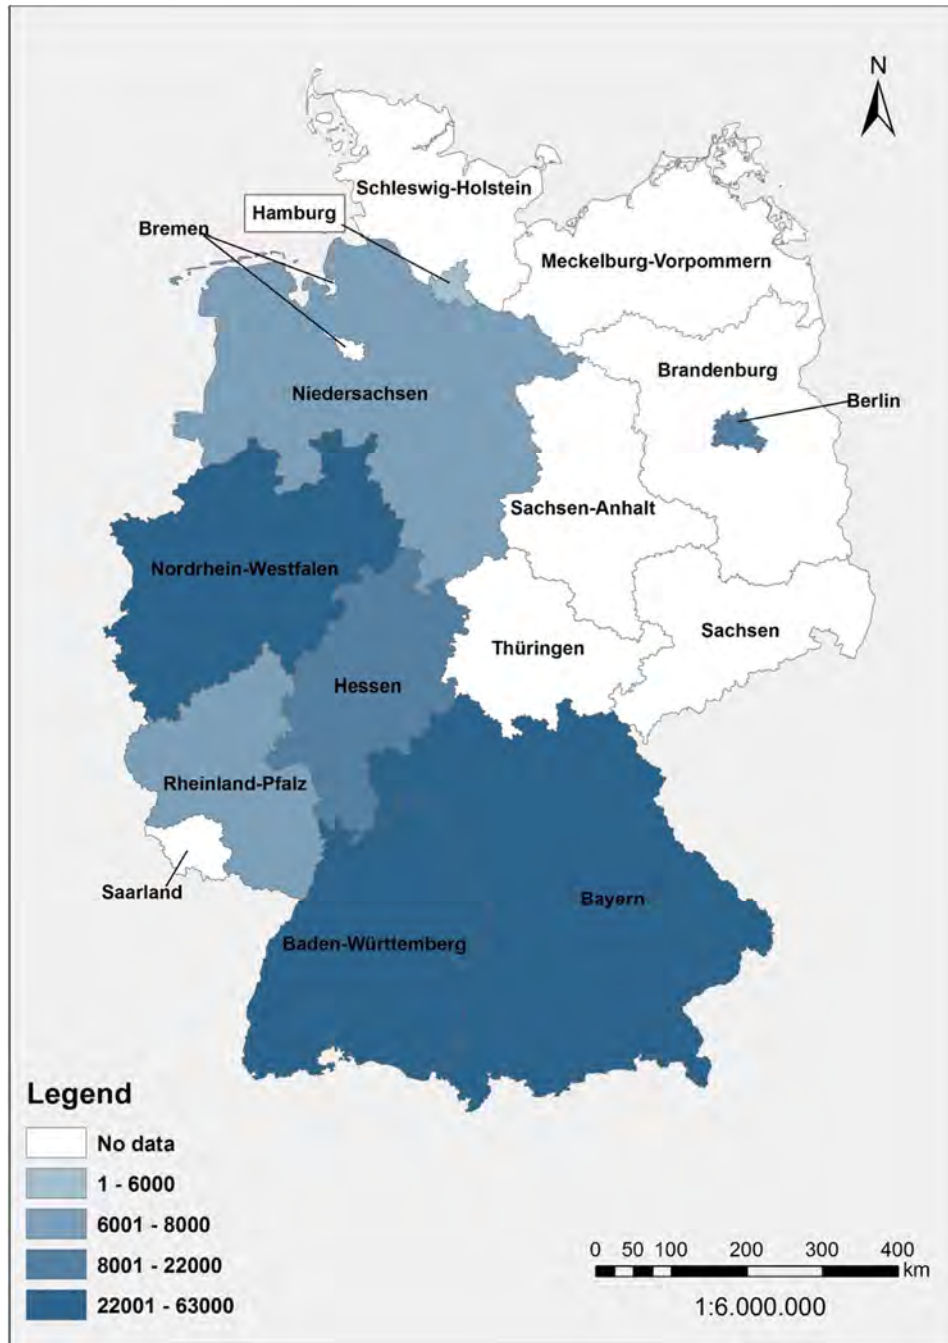 N
Schleswig-Holstein
Hamburg
Bremen
Meckelburg-Vorpommern
Brandenburg
Niedersachsen
Berlin
Sachsen-Anhalt
Nordrhein-Westfalen
Sachsen
Thüringen
Hessen
Rheinland-Pfalz
Saarland
Bayern
Baden-Württemberg
Legend
No data
1 - 6000
6001 - 8000
8001 - 22000
22001 - 63000
0 50 100 200 300 400
km
1:6.000.000